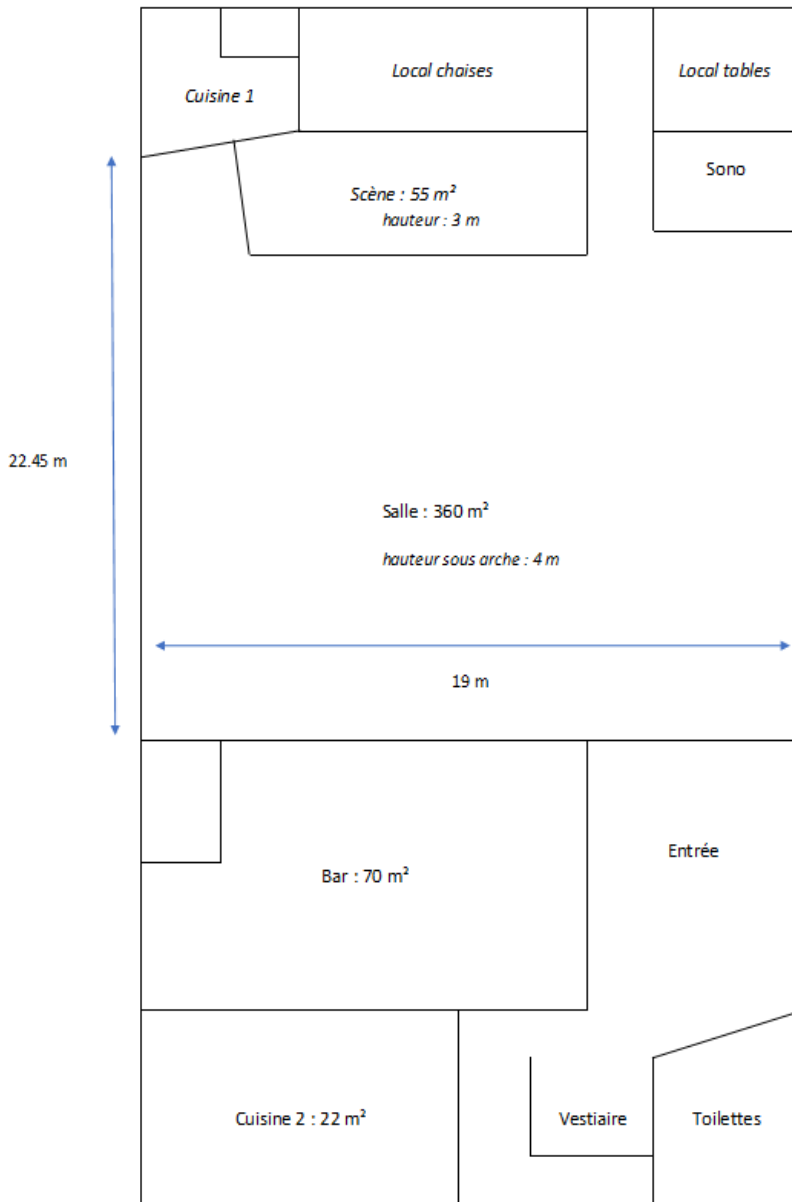 Local chaises
Local tables
Cuisine 1
Sono
Scène : 55 m²
hauteur : 3 m
22.45 m
Salle : 360 m²
hauteur sous arche : 4 m
19 m
Entrée
Bar : 70 m²
Cuisine 2 : 22 m²
Vestiaire
Toilettes